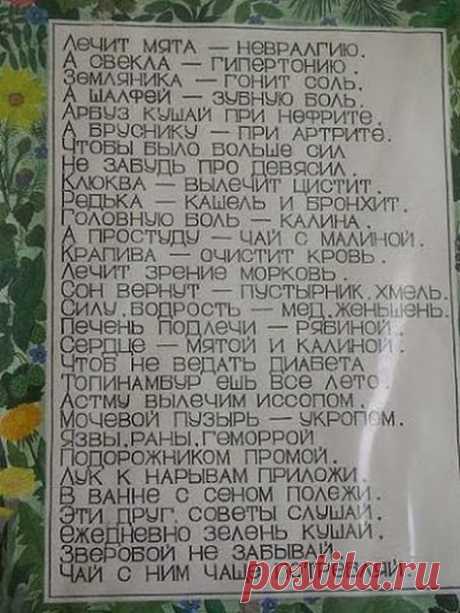 Лечит мята — невралгию.
А свекла — гипертонию.
Земляника — гонит соль.
А шалфей — зубную боль.
Арбуз кушай при нефрите.
А бруснику — при артрите.
Чтобы было больше сил
Не забудь про девясил.
Клюква — вылечит цистит.
Редька — кашель и бронхит.
Головную боль — калина.
А простуду — чай с малиной.
Крапива — очистит кровь.
Лечит зрение морковь.
Сон вернут — пустырник, хмель.
Силу, бодрость — мед, женьшень.
Печень подлечи — рябиной.
Сердце — мятой и калиной.
Чтоб не ведать диабета
Топинамбур ешь все лето.
Астму вылечим иссопом.
Мочевой пузырь — укропом.
Язвы, раны, геморрой
Подорожником промой.
Лук к нарывам приложи.
В ванне с сеном полежи.
Эти друг, советы слушай.
Ежедневно зелень кушай.
Зверобой не забывай
Чай с ним чаще
postila.ru